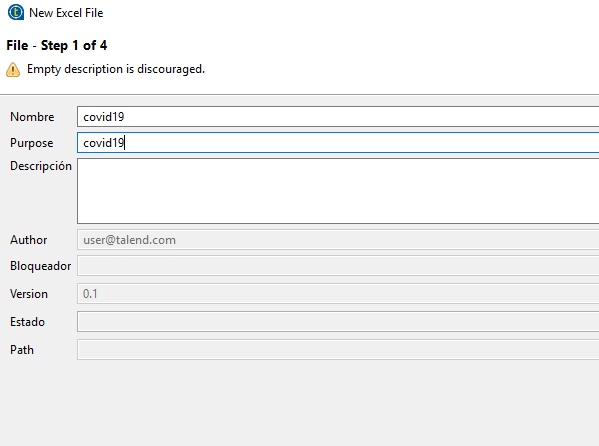 New Excel File
File - Step 1 of 4
Empty description is discouraged.
Nombre covid19
Purpose covid19
Descripción
Author user@talend.com
Bloqueador
Version 0.1
Estado
Path